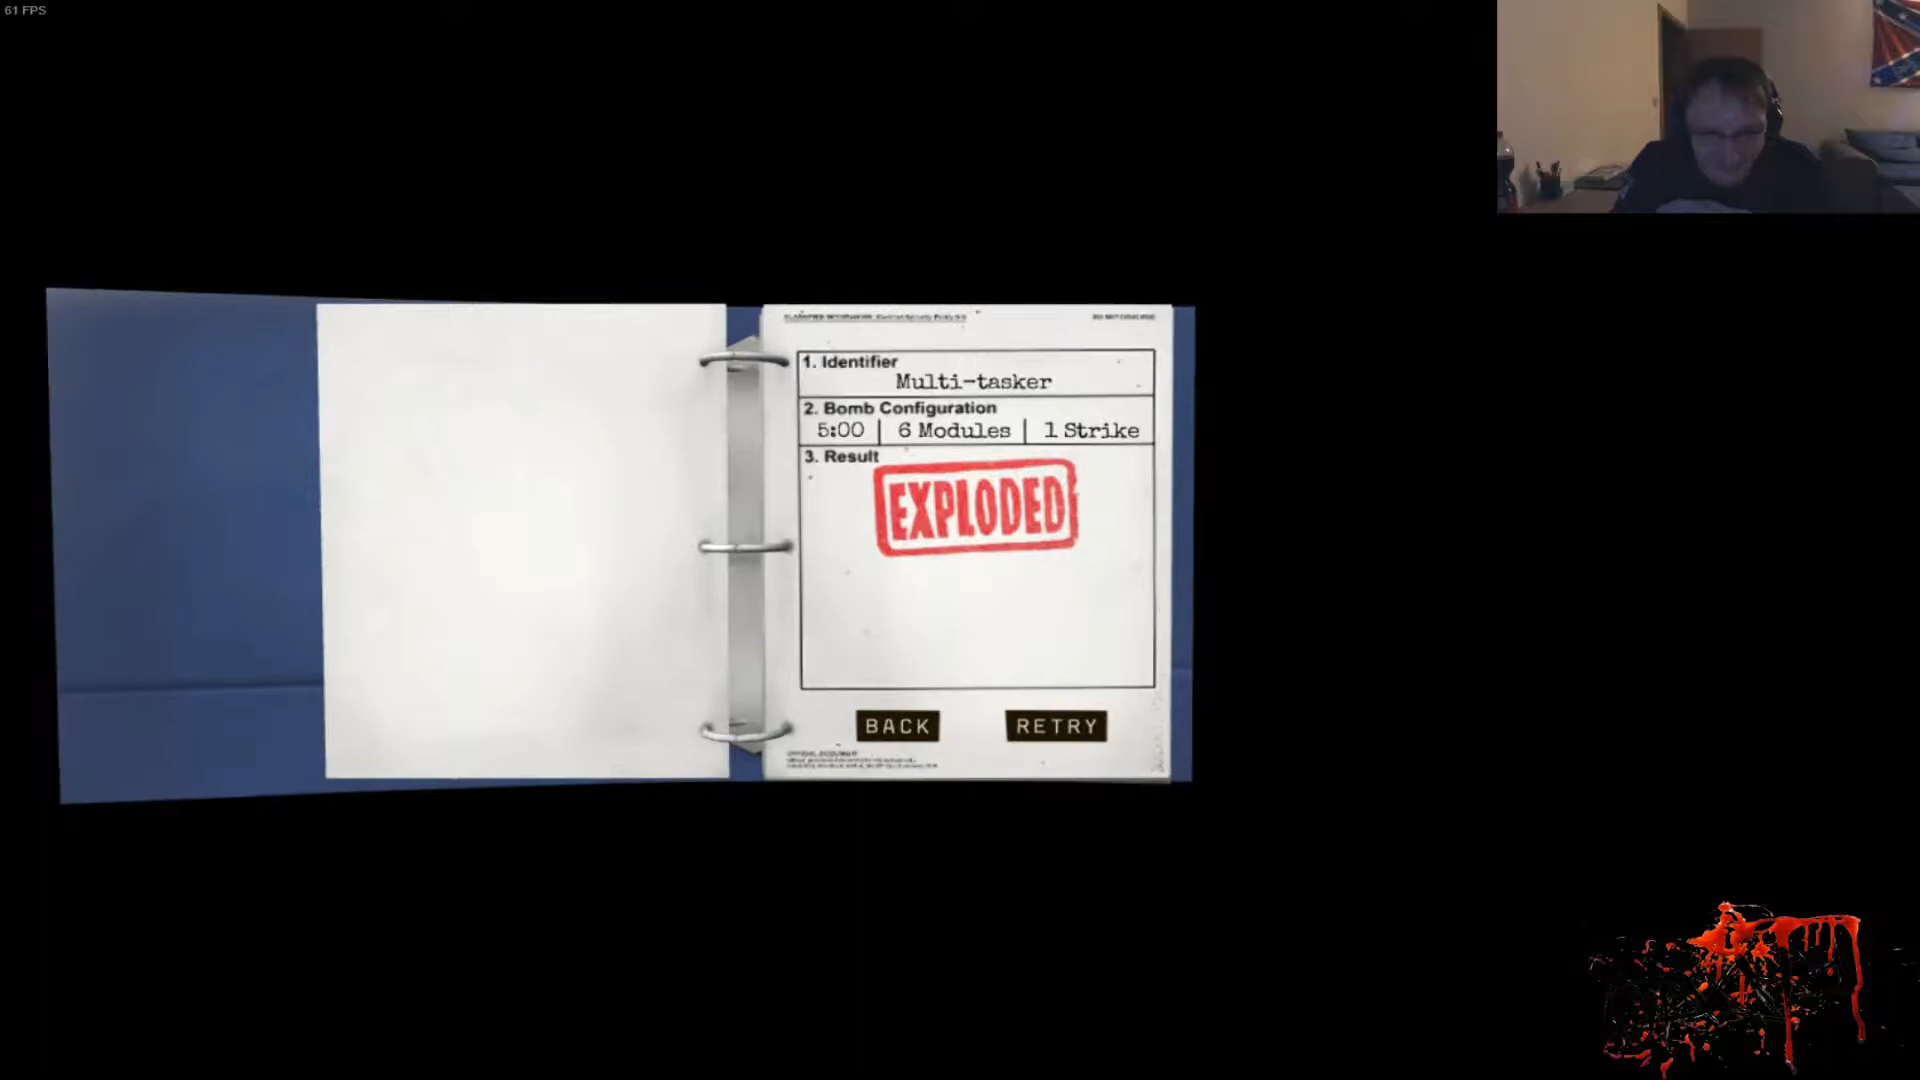 61 FPS
1. Identifier
Multi-tasker
2. Bomb Configuration
5:00 | 6 Modules | 1 Strike
3. Result
EXPLODED
BACK
RETRY